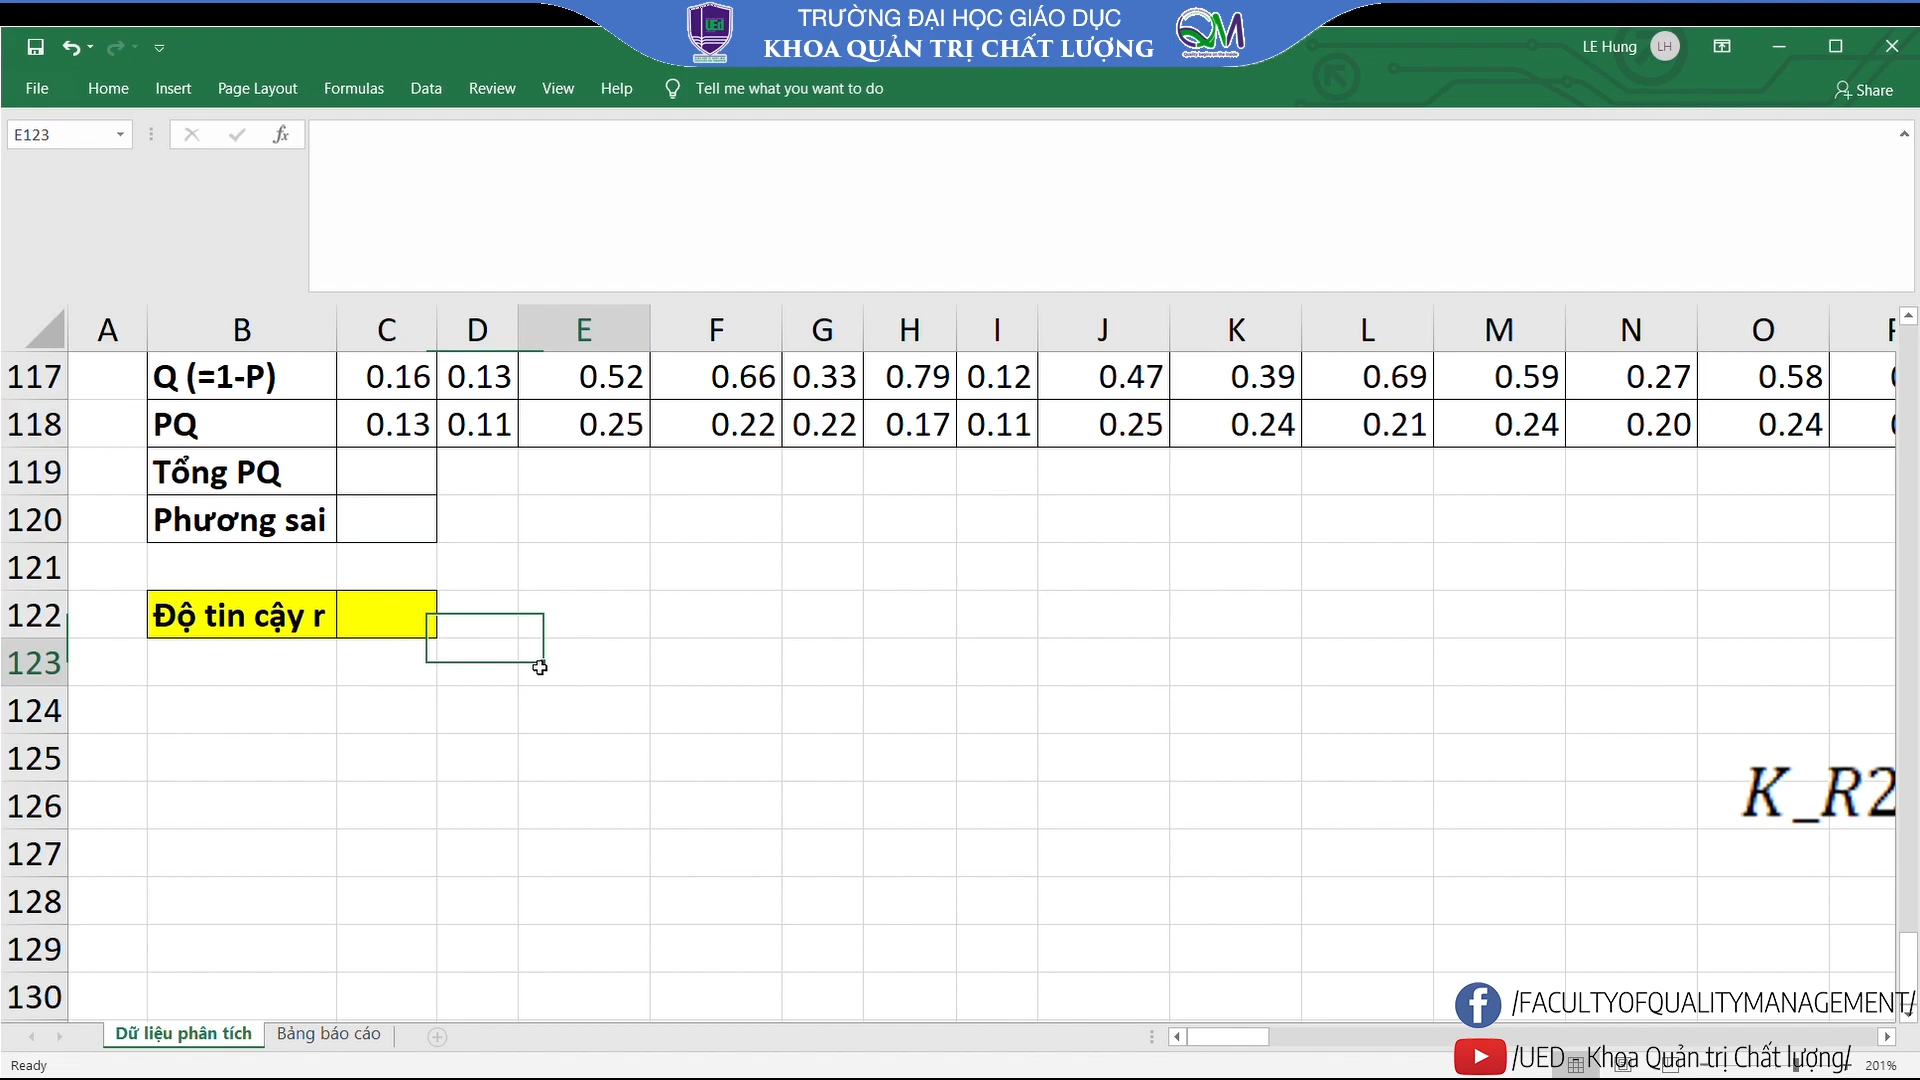 TRƯỜNG ĐẠI HỌC GIÁO DỤC
KHOA QUẢN TRỊ CHẤT LƯỢNG
UEd
QM
LE Hung LH
File Home Insert Page Layout Formulas Data Review View Help Tell me what you want to do Share
E123 fx
A B C D E F G H I J K L M N O
117 Q (=1-P) 0.16 0.13 0.52 0.66 0.33 0.79 0.12 0.47 0.39 0.69 0.59 0.27 0.58
118 PQ 0.13 0.11 0.25 0.22 0.22 0.17 0.11 0.25 0.24 0.21 0.24 0.20 0.24
119 Tổng PQ
120 Phương sai
121
122 Độ tin cậy r
123
124
125
126 K_R2
127
128
129
130
/FACULTYOFQUALITYMANAGEMENT/
Dữ liệu phân tích Bảng báo cáo
/UED - Khoa Quản trị Chất lượng/
Ready 201%